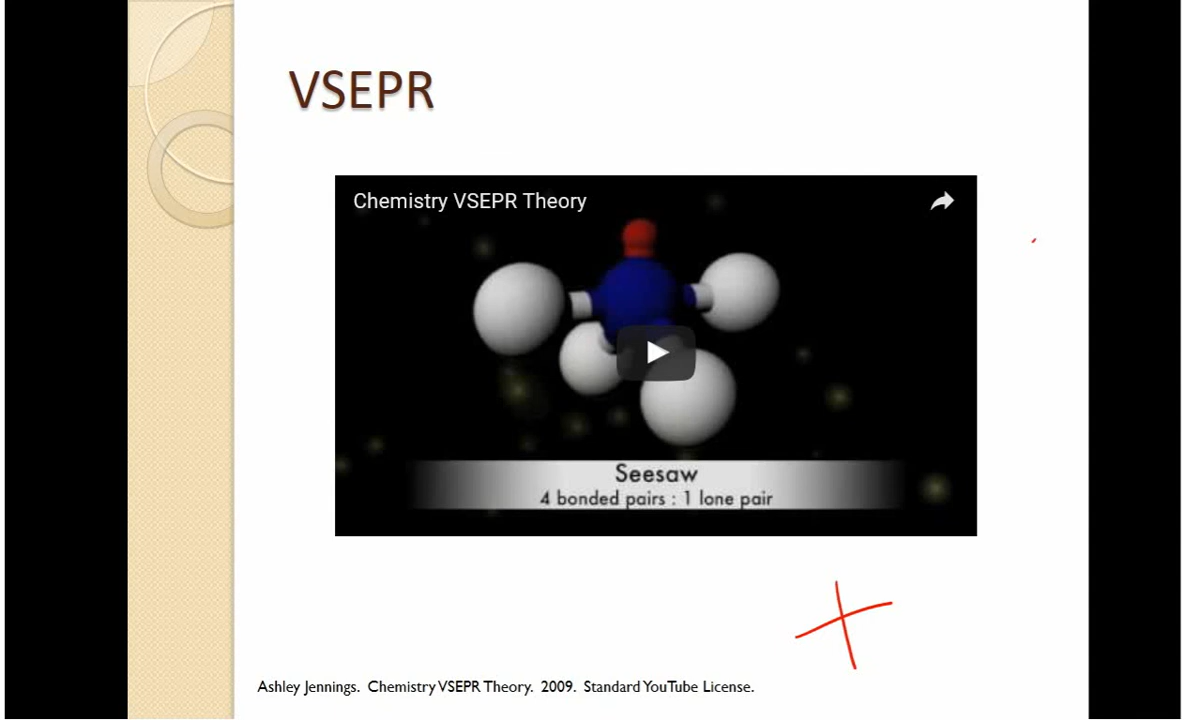 VSEPR
Chemistry VSEPR Theory
Seesaw
4 bonded pairs : 1 lone pair
Ashley Jennings. Chemistry VSEPR Theory. 2009. Standard YouTube License.